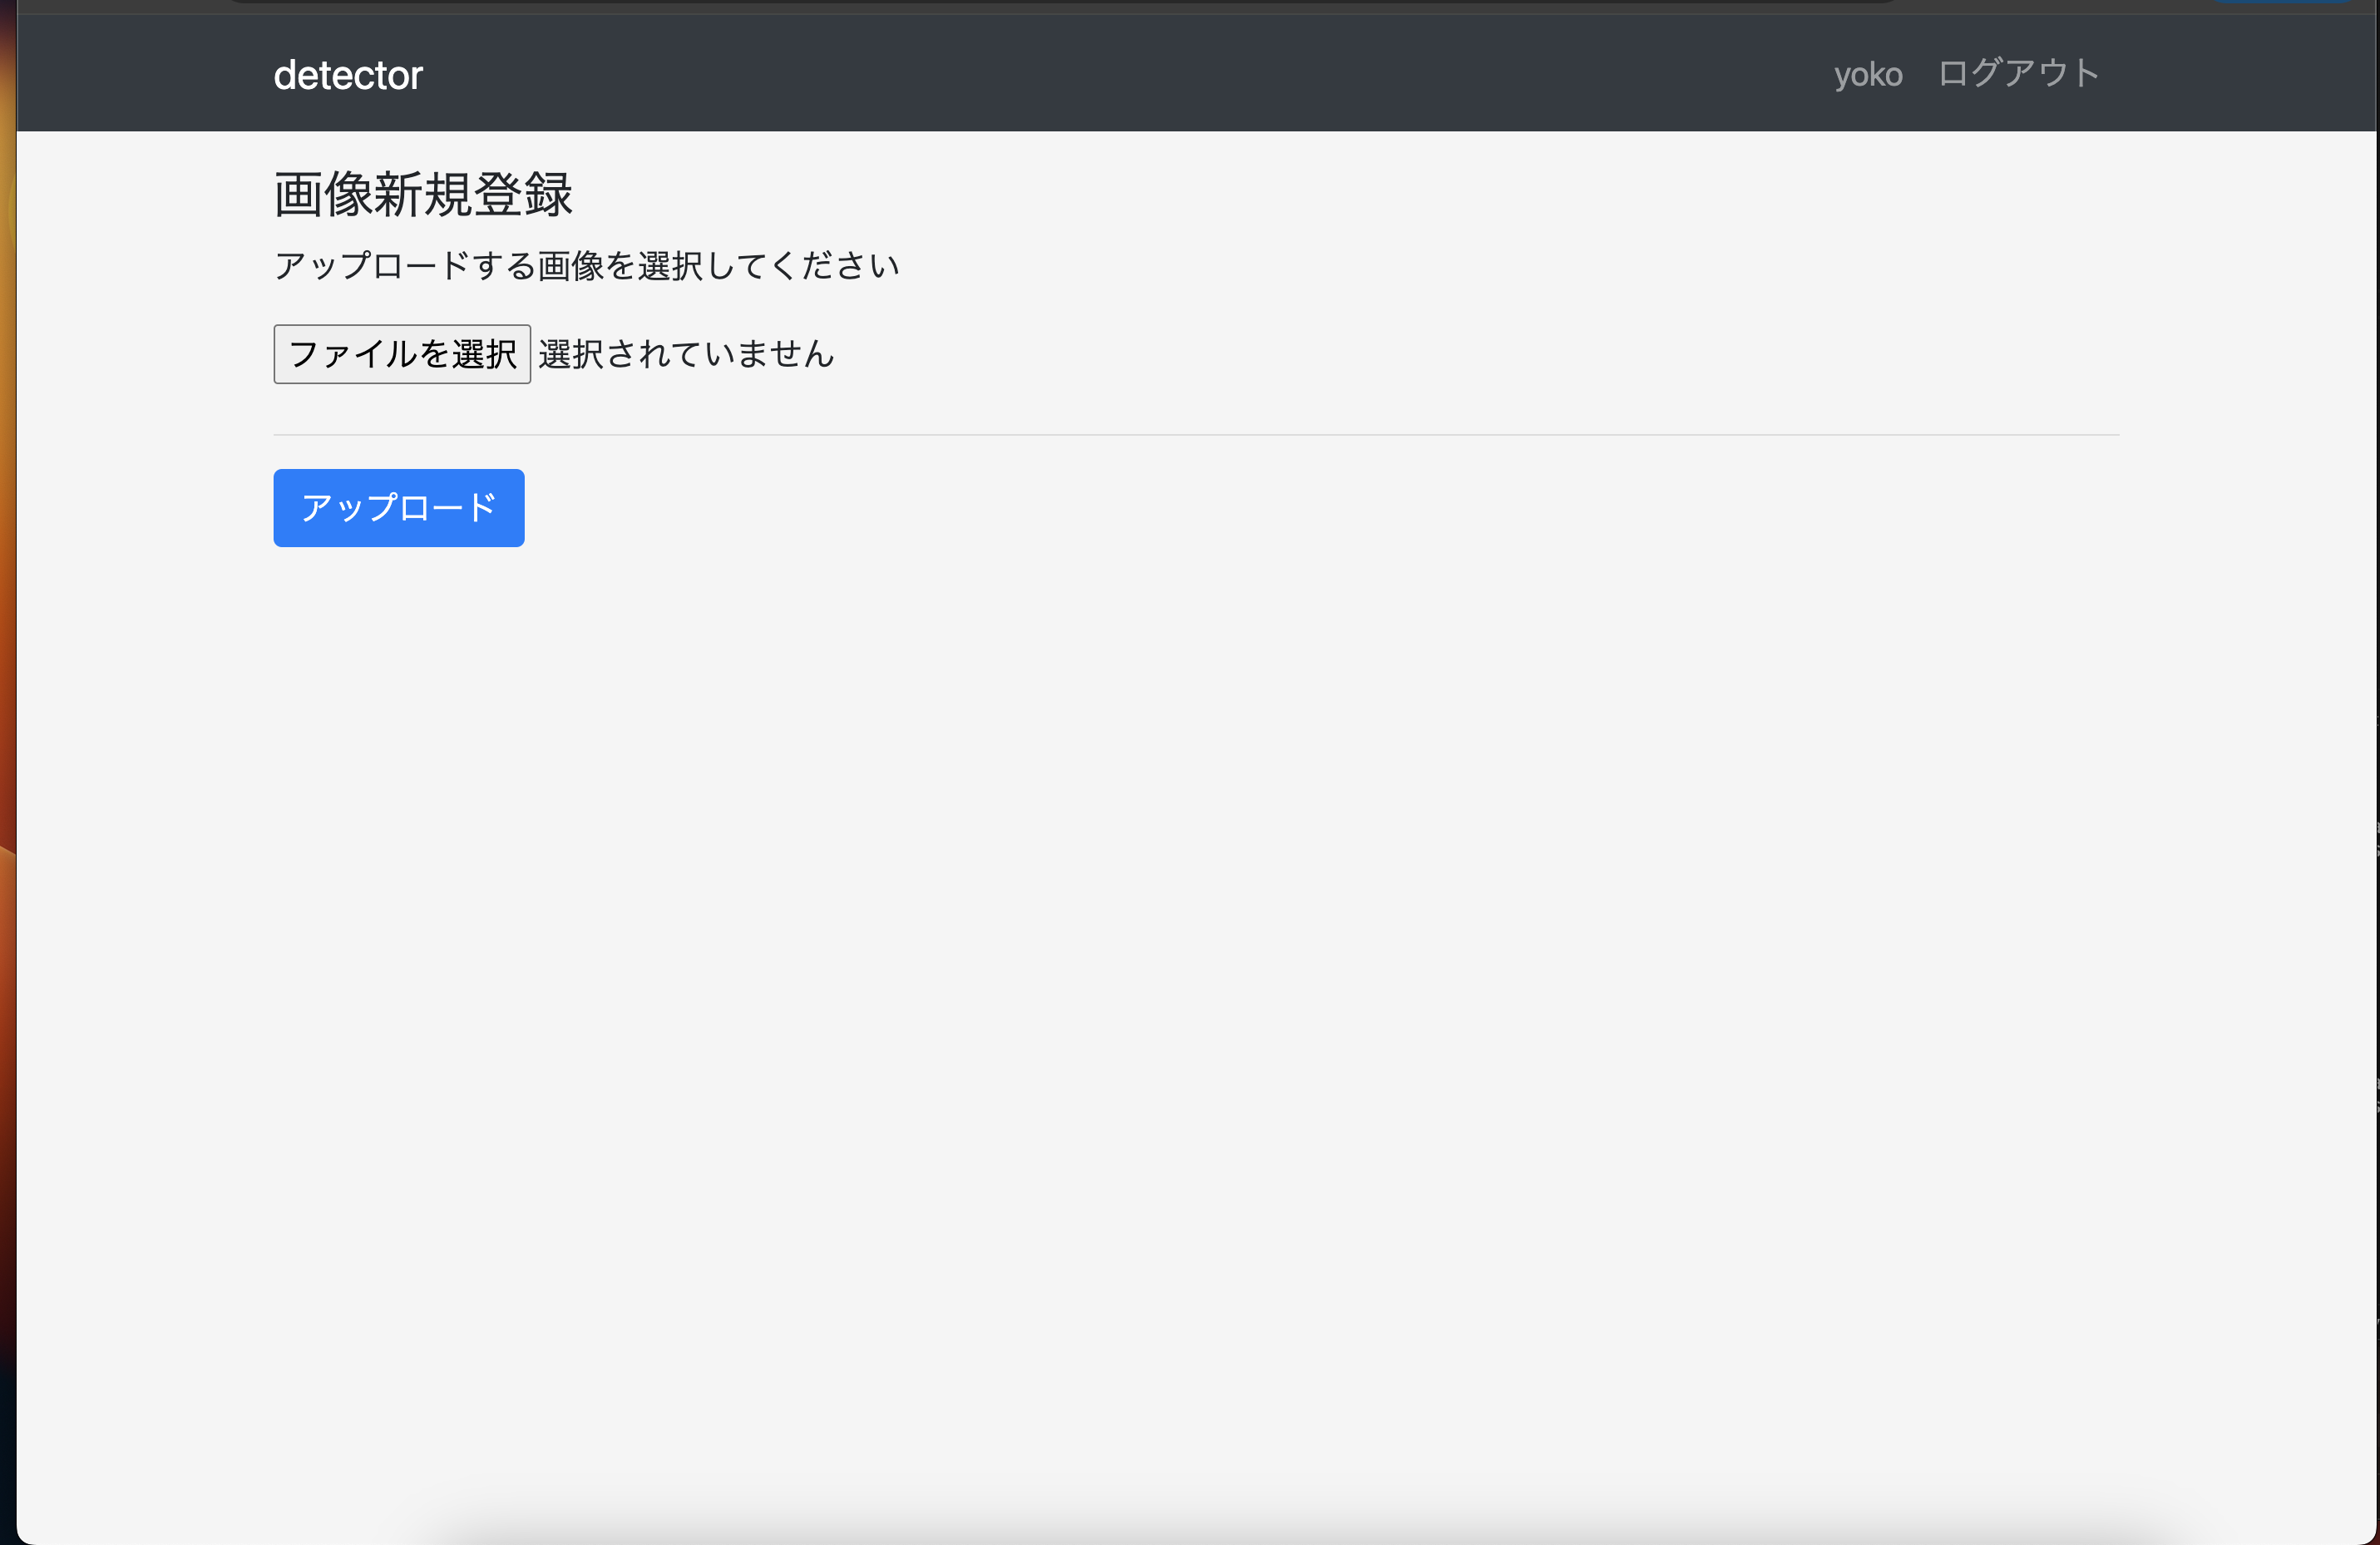 detector
yoko ログアウト
画像新規登録
アップロードする画像を選択してください
ファイルを選択 選択されていません
アップロード